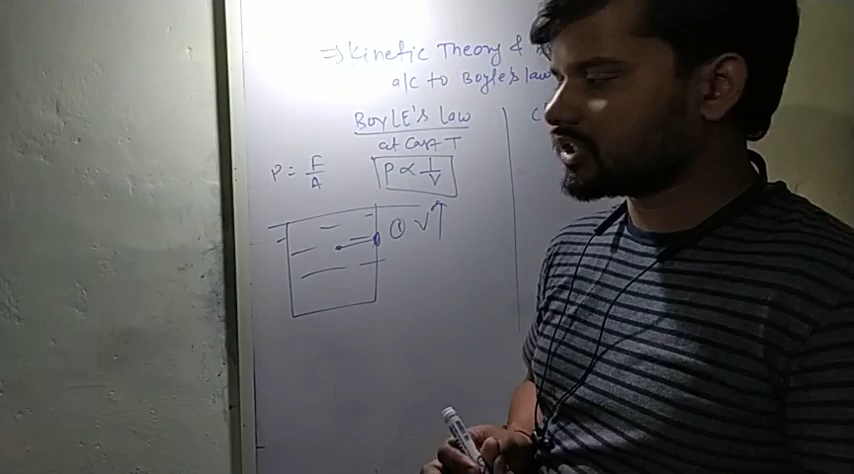 ⇒ Kinetic Theory &
a/c to Boyle's law
BOYLE'S LAW
at Const T
P = F/A
P ∝ 1/V
① V↑
C